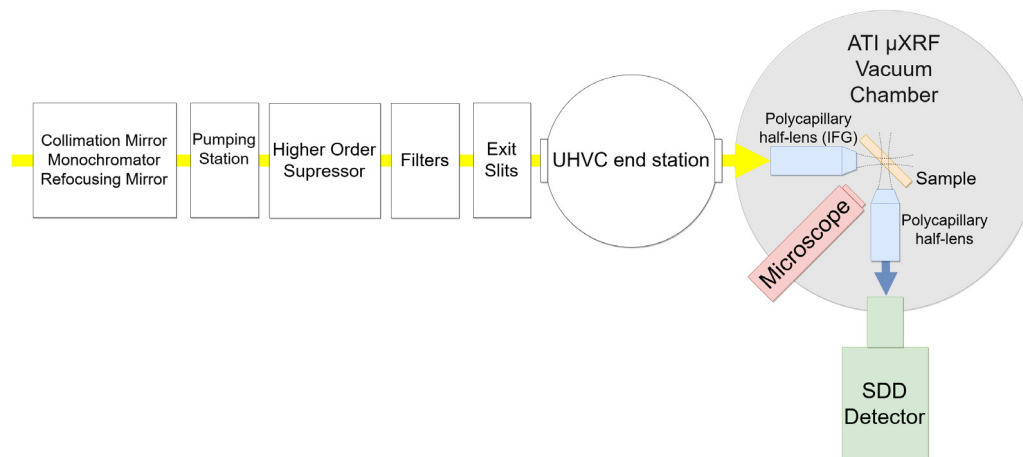 Collimation Mirror
Monochromator
Refocusing Mirror
Pumping
Station
Higher Order
Supressor
Filters
Exit
Slits
UHVC end station
ATI µXRF
Vacuum
Chamber
Polycapillary
half-lens (IFG)
Sample
Polycapillary
half-lens
Microscope
SDD
Detector